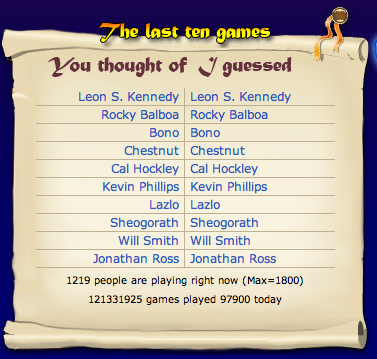 The last ten games
You thought of I guessed
Leon S. Kennedy Leon S. Kennedy
Rocky Balboa Rocky Balboa
Bono Bono
Chestnut Chestnut
Cal Hockley Cal Hockley
Kevin Phillips Kevin Phillips
Lazlo Lazlo
Sheogorath Sheogorath
Will Smith Will Smith
Jonathan Ross Jonathan Ross
1219 people are playing right now (Max=1800)
121331925 games played 97900 today